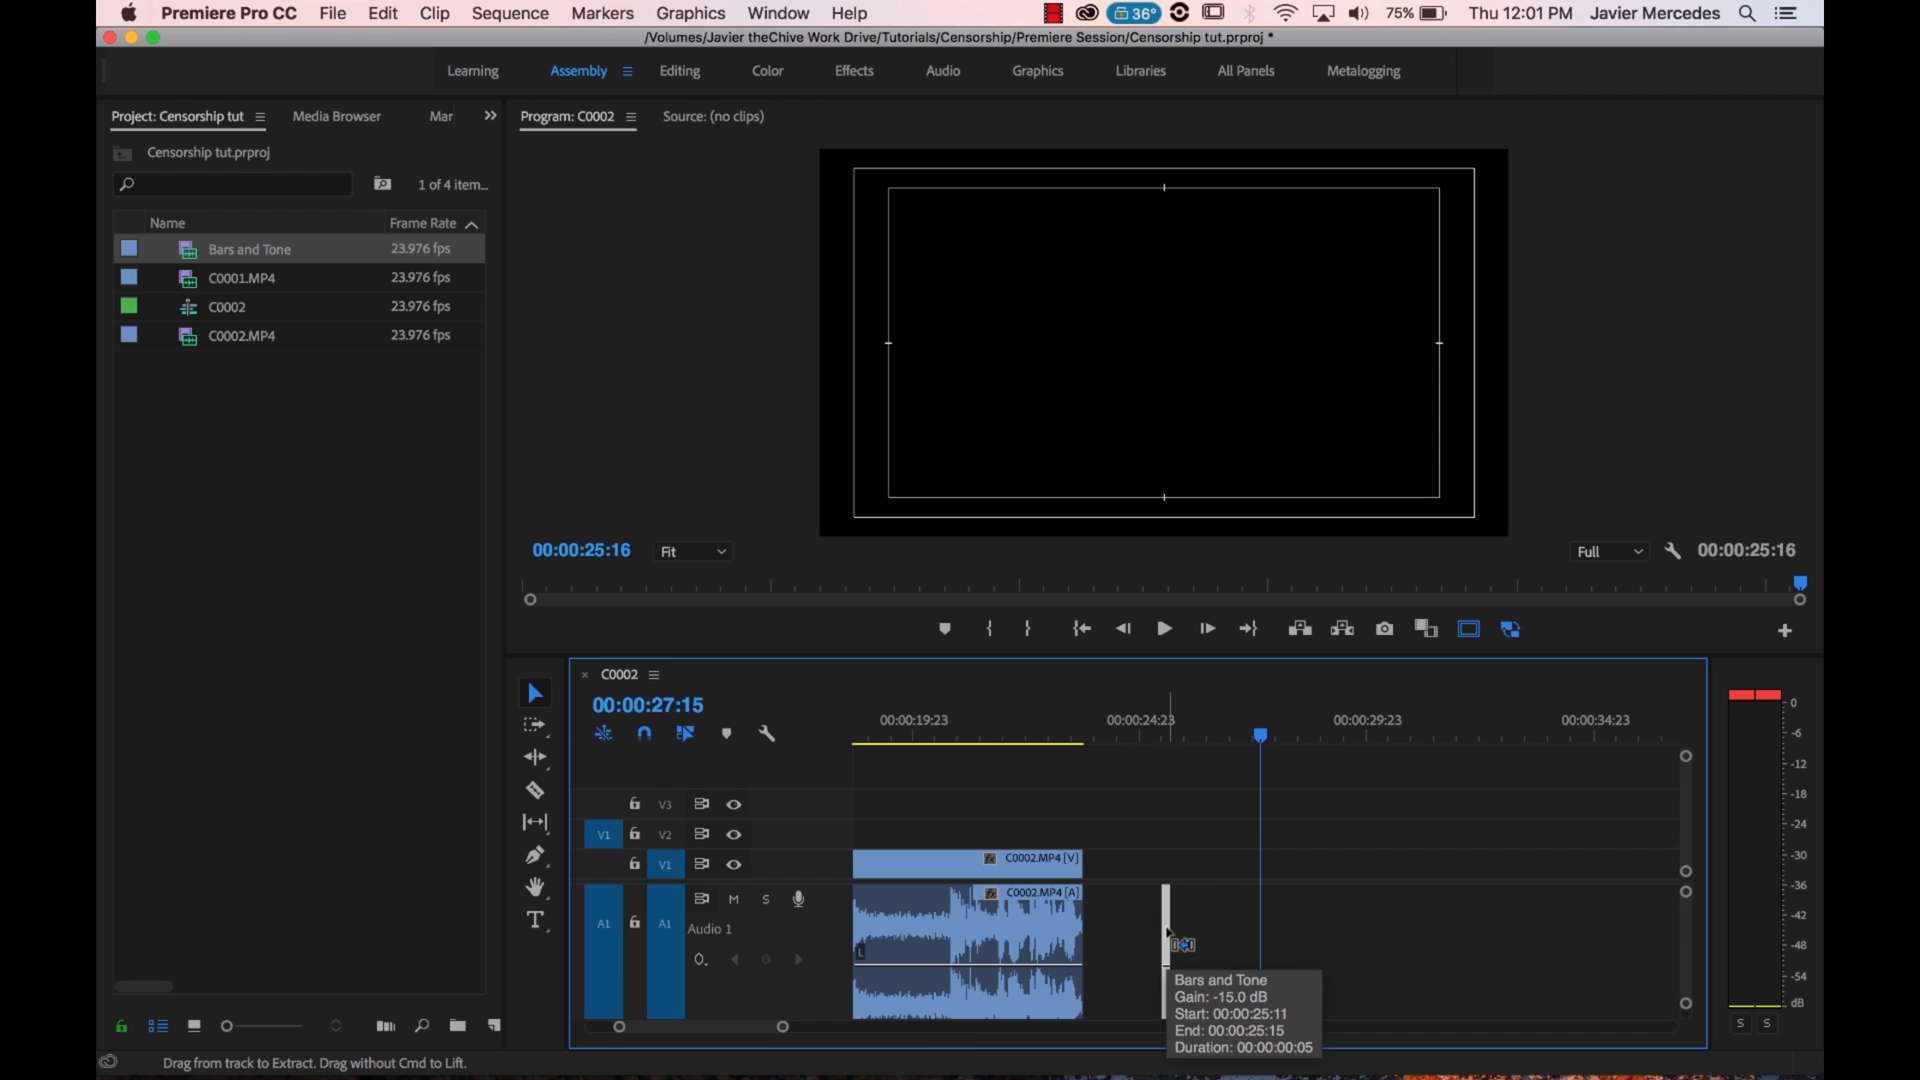 Premiere Pro CC File Edit Clip Sequence Markers Graphics Window Help 36° 75% Thu 12:01 PM Javier Mercedes
/Volumes/Javier theChive Work Drive/Tutorials/Censorship/Premiere Session/Censorship tut.prproj *
Learning Assembly Editing Color Effects Audio Graphics Libraries All Panels Metalogging
Project: Censorship tut Media Browser Mar
Program: C0002 Source: (no clips)
Censorship tut.prproj
1 of 4 item...
Name Frame Rate
Bars and Tone 23.976 fps
C0001.MP4 23.976 fps
C0002 23.976 fps
C0002.MP4 23.976 fps
00:00:25:16 Fit Full 00:00:25:16
C0002
00:00:27:15
00:00:19:23 00:00:24:23 00:00:29:23 00:00:34:23
V3
V1 V2
V1
fx C0002.MP4 [V]
M S
fx C0002.MP4 [A]
A1 A1 Audio 1
L
Bars and Tone
Gain: -15.0 dB
Start: 00:00:25:11
End: 00:00:25:15
Duration: 00:00:00:05
0
-6
-12
-18
-24
-30
-36
-42
-48
-54
dB
S S
T
Drag from track to Extract. Drag without Cmd to Lift.